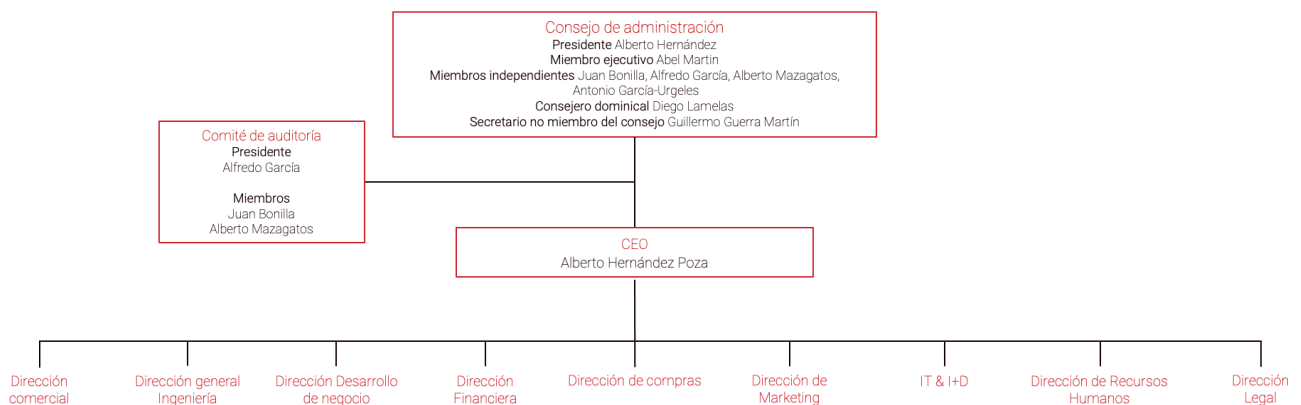 Consejo de administración
Presidente Alberto Hernández
Miembro ejecutivo Abel Martin
Miembros independientes Juan Bonilla, Alfredo García, Alberto Mazagatos,
Antonio García-Urgeles
Consejero dominical Diego Lamelas
Secretario no miembro del consejo Guillermo Guerra Martín
Comité de auditoría
Presidente
Alfredo García
Miembros
Juan Bonilla
Alberto Mazagatos
CEO
Alberto Hernández Poza
Dirección
comercial
Dirección general
Ingeniería
Dirección Desarrollo
de negocio
Dirección
Financiera
Dirección de compras
Dirección de
Marketing
IT & I+D
Dirección de Recursos
Humanos
Dirección
Legal